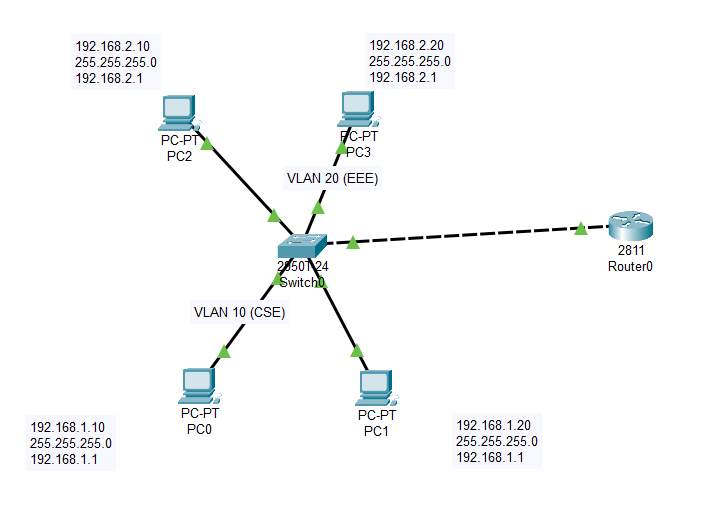 192.168.2.10
255.255.255.0
192.168.2.1
192.168.2.20
255.255.255.0
192.168.2.1
PC-PT
PC2
PC-PT
PC3
VLAN 20 (EEE)
2950T-24
Switch0
2811
Router0
VLAN 10 (CSE)
PC-PT
PC0
PC-PT
PC1
192.168.1.10
255.255.255.0
192.168.1.1
192.168.1.20
255.255.255.0
192.168.1.1